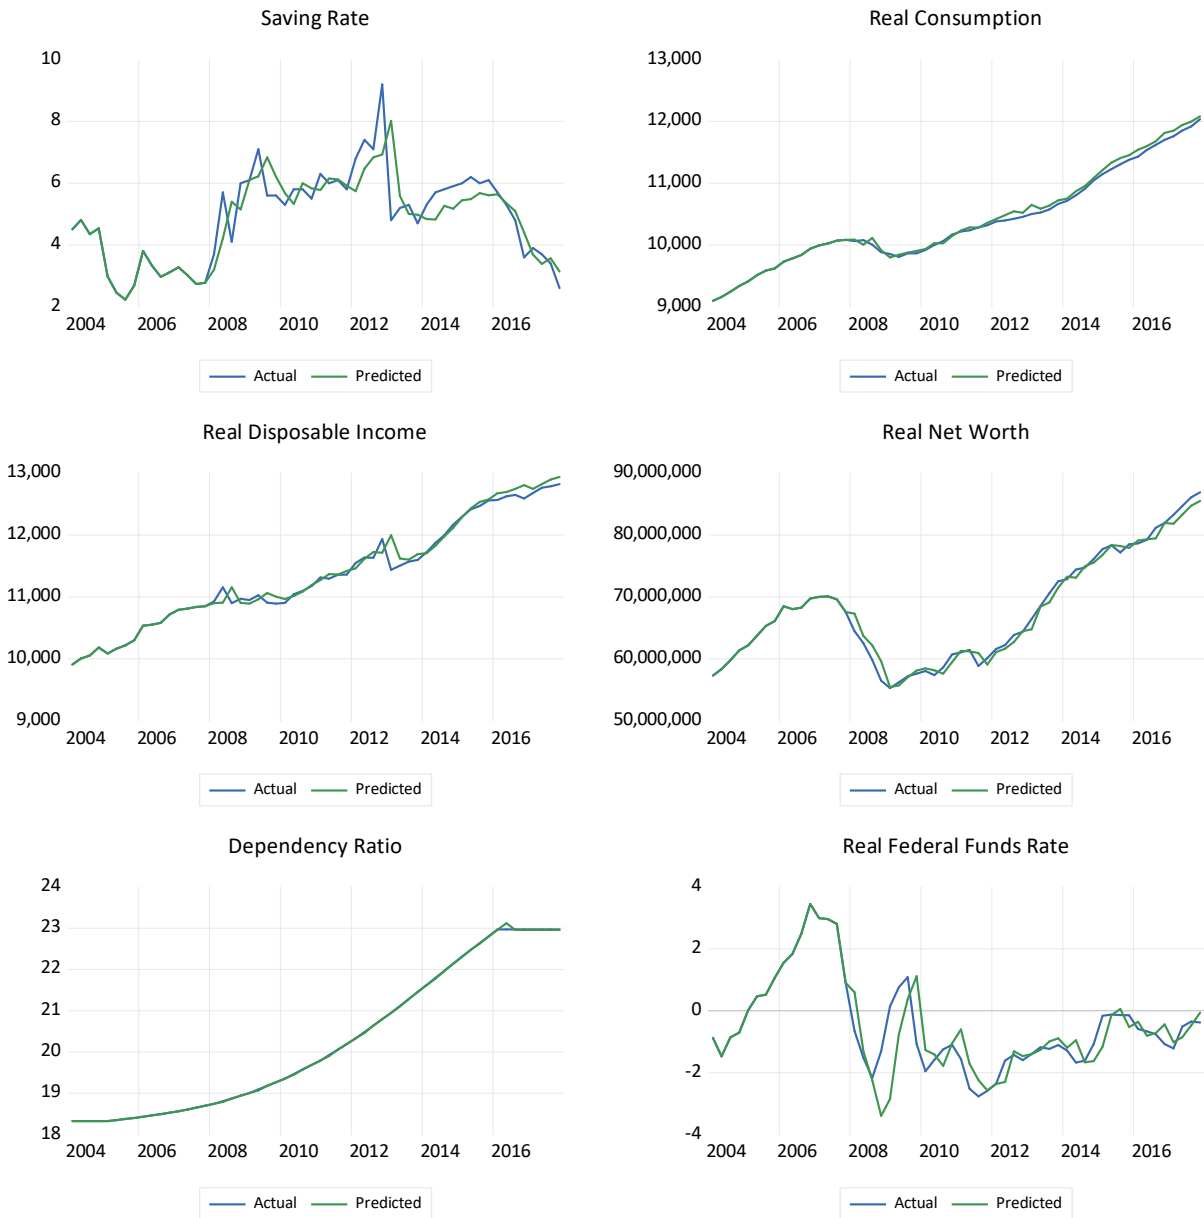 Saving Rate
10
8
6
4
2
2004 2006 2008 2010 2012 2014 2016
Actual Predicted
Real Consumption
13,000
12,000
11,000
10,000
9,000
2004 2006 2008 2010 2012 2014 2016
Actual Predicted
Real Disposable Income
13,000
12,000
11,000
10,000
9,000
2004 2006 2008 2010 2012 2014 2016
Actual Predicted
Real Net Worth
90,000,000
80,000,000
70,000,000
60,000,000
50,000,000
2004 2006 2008 2010 2012 2014 2016
Actual Predicted
Dependency Ratio
24
23
22
21
20
19
18
2004 2006 2008 2010 2012 2014 2016
Actual Predicted
Real Federal Funds Rate
4
2
0
-2
-4
2004 2006 2008 2010 2012 2014 2016
Actual Predicted